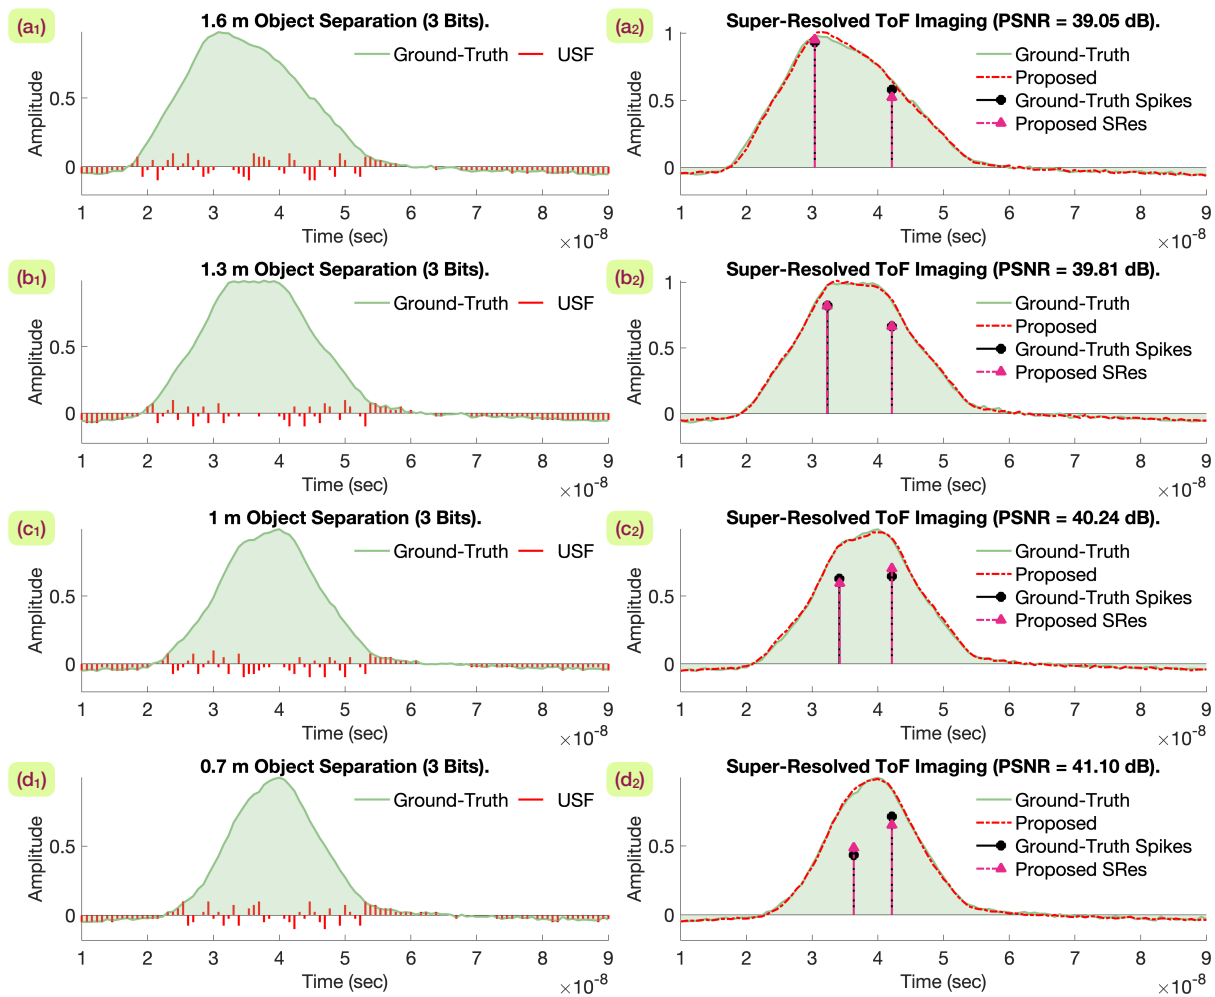 (a₁)
1.6 m Object Separation (3 Bits).
Ground-Truth
USF
Amplitude
0.5
0
1 2 3 4 5 6 7 8 9
Time (sec)
×10⁻⁸
(a₂)
Super-Resolved ToF Imaging (PSNR = 39.05 dB).
Ground-Truth
Proposed
Ground-Truth Spikes
Proposed SRes
Amplitude
1
0.5
0
1 2 3 4 5 6 7 8 9
Time (sec)
×10⁻⁸
(b₁)
1.3 m Object Separation (3 Bits).
Ground-Truth
USF
Amplitude
0.5
0
1 2 3 4 5 6 7 8 9
Time (sec)
×10⁻⁸
(b₂)
Super-Resolved ToF Imaging (PSNR = 39.81 dB).
Ground-Truth
Proposed
Ground-Truth Spikes
Proposed SRes
Amplitude
1
0.5
0
1 2 3 4 5 6 7 8 9
Time (sec)
×10⁻⁸
(c₁)
1 m Object Separation (3 Bits).
Ground-Truth
USF
Amplitude
0.5
0
1 2 3 4 5 6 7 8 9
Time (sec)
×10⁻⁸
(c₂)
Super-Resolved ToF Imaging (PSNR = 40.24 dB).
Ground-Truth
Proposed
Ground-Truth Spikes
Proposed SRes
Amplitude
0.5
0
1 2 3 4 5 6 7 8 9
Time (sec)
×10⁻⁸
(d₁)
0.7 m Object Separation (3 Bits).
Ground-Truth
USF
Amplitude
0.5
0
1 2 3 4 5 6 7 8 9
Time (sec)
×10⁻⁸
(d₂)
Super-Resolved ToF Imaging (PSNR = 41.10 dB).
Ground-Truth
Proposed
Ground-Truth Spikes
Proposed SRes
Amplitude
0.5
0
1 2 3 4 5 6 7 8 9
Time (sec)
×10⁻⁸